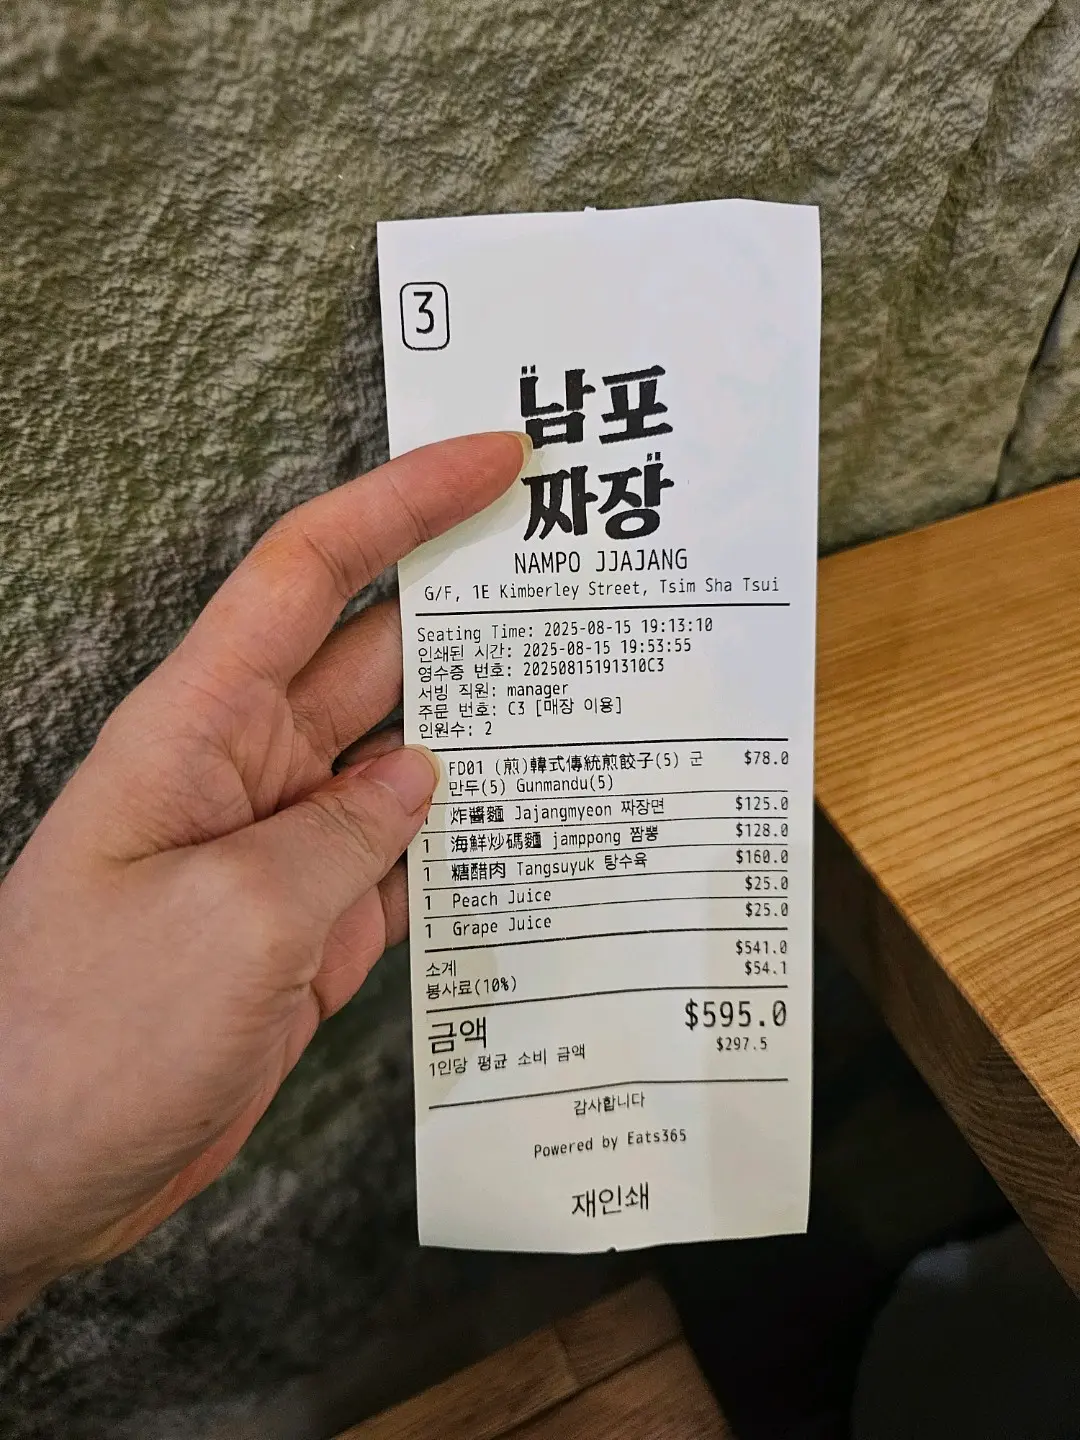 3
남포
짜장
NAMPO JJAJANG
G/F, 1E Kimberley Street, Tsim Sha Tsui
Seating Time: 2025-08-15 19:13:10
인쇄된 시간: 2025-08-15 19:53:55
영수증 번호: 20250815191310C3
서빙 직원: manager
주문 번호: C3 [매장 이용]
인원수: 2
FD01 (煎)韓式傳統煎餃子(5) 군 $78.0
만두(5) Gunmandu(5)
1 炸醬麵 Jajangmyeon 짜장면 $125.0
1 海鮮炒碼麵 jamppong 짬뽕 $128.0
1 糖醋肉 Tangsuyuk 탕수육 $160.0
1 Peach Juice $25.0
1 Grape Juice $25.0
소계 $541.0
봉사료(10%) $54.1
금액 $595.0
1인당 평균 소비 금액 $297.5
감사합니다
Powered by Eats365
재인쇄